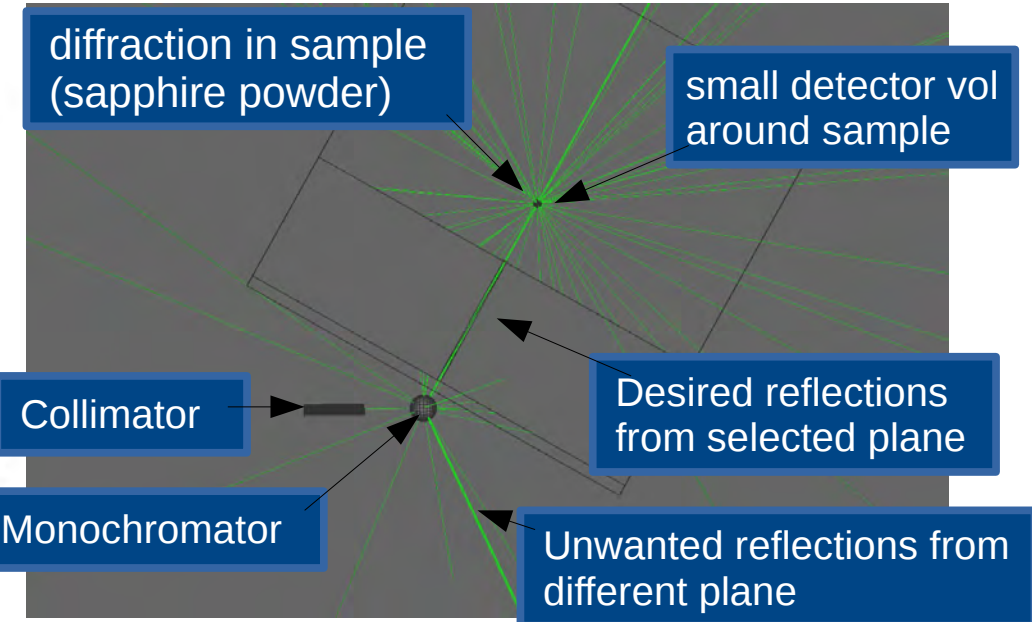 diffraction in sample
(sapphire powder)
small detector vol
around sample
Desired reflections
from selected plane
Collimator
Monochromator
Unwanted reflections from
different plane